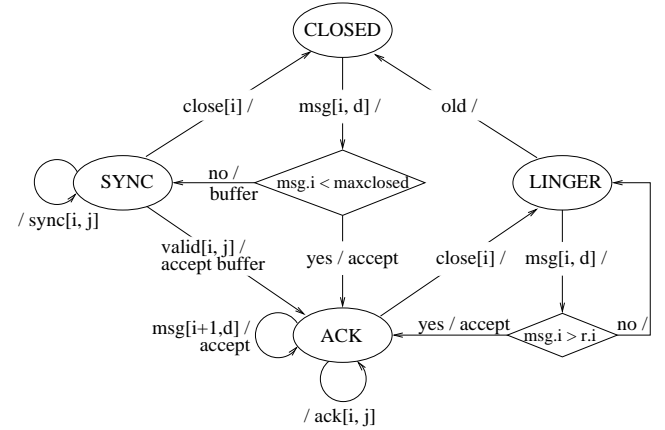 CLOSED
close[i] /
msg[i, d] /
old /
SYNC
no /
buffer
msg.i < maxclosed
LINGER
/ sync[i, j]
valid[i, j] /
accept buffer
yes / accept
close[i] /
msg[i, d] /
msg[i+1,d] /
accept
ACK
yes / accept
msg.i > r.i
no /
/ ack[i, j]